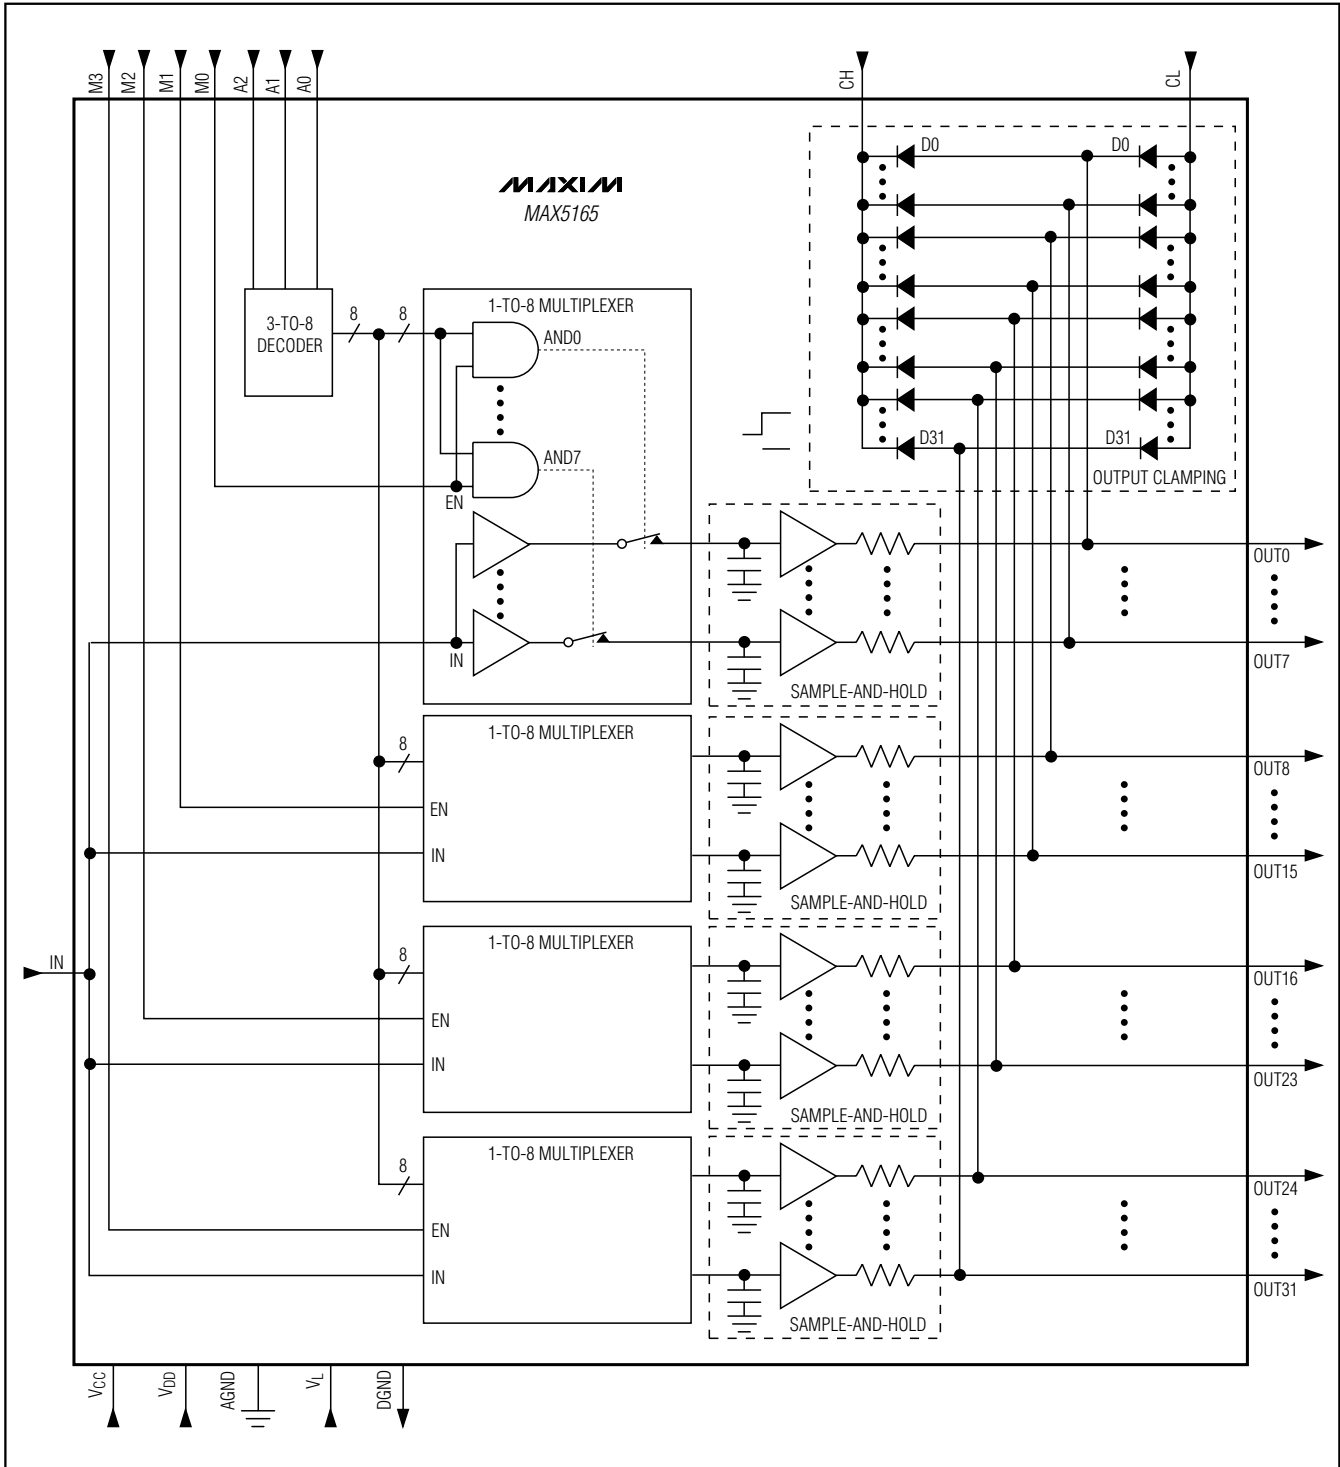 M3
M2
M1
M0
A2
A1
A0
CH
CL
MAXIM
MAX5165
D0
D0
D31
D31
OUTPUT CLAMPING
3-TO-8
DECODER
8
8
1-TO-8 MULTIPLEXER
AND0
AND7
EN
IN
SAMPLE-AND-HOLD
OUT0
OUT7
8
1-TO-8 MULTIPLEXER
EN
IN
SAMPLE-AND-HOLD
OUT8
OUT15
IN
8
1-TO-8 MULTIPLEXER
EN
IN
SAMPLE-AND-HOLD
OUT16
OUT23
8
1-TO-8 MULTIPLEXER
EN
IN
SAMPLE-AND-HOLD
OUT24
OUT31
VCC
VDD
AGND
VL
DGND